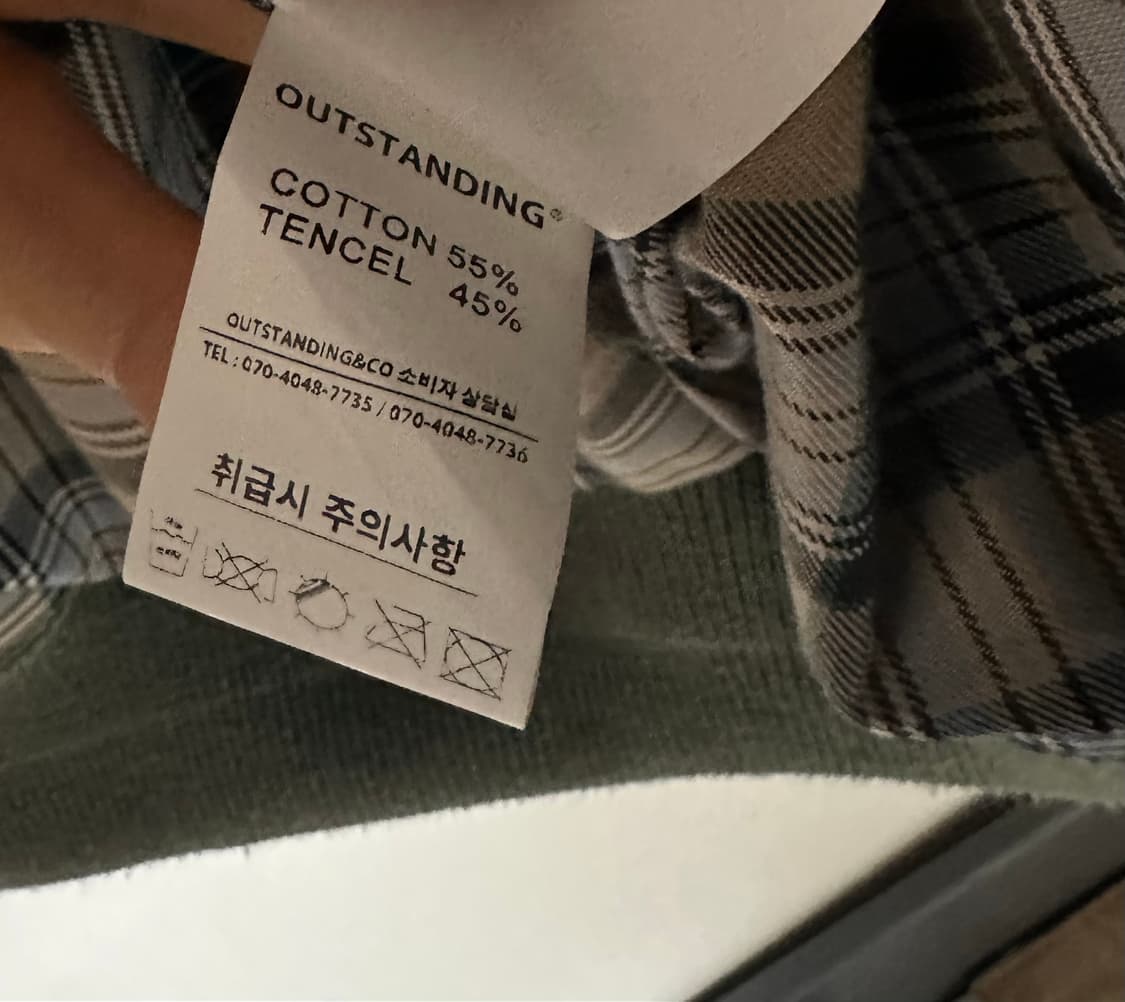 OUTSTANDING®
COTTON 55%
TENCEL 45%
OUTSTANDING&CO 소비자 상담실
TEL : 070-4048-7735 / 070-4048-7736
취급시 주의사항